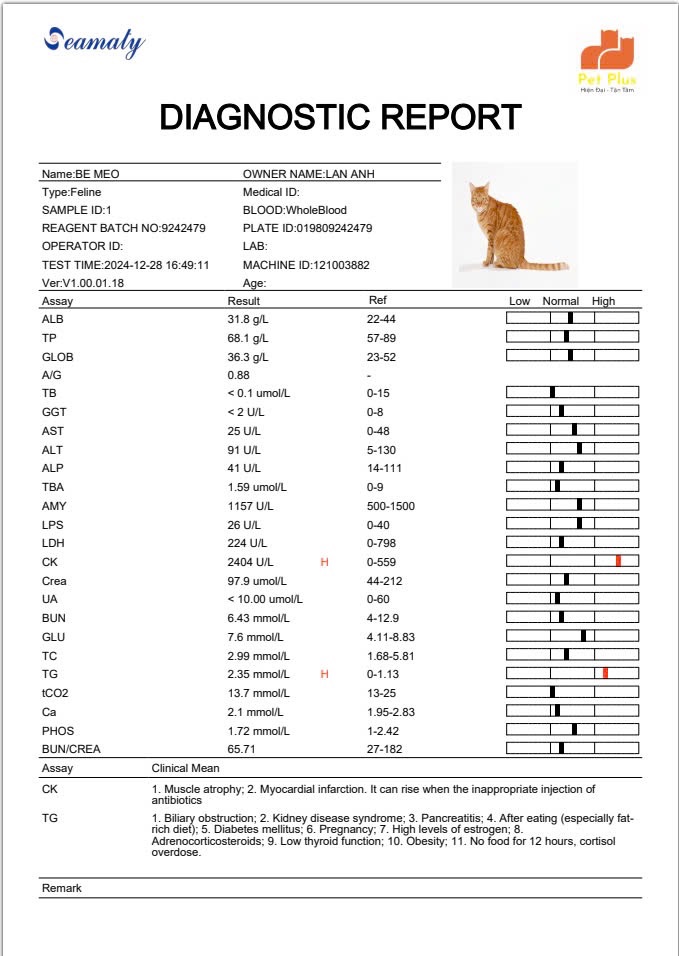 Seamaty
Pet Plus
Hiện Đại - Tận Tâm
DIAGNOSTIC REPORT
Name:BE MEO OWNER NAME:LAN ANH
Type:Feline Medical ID:
SAMPLE ID:1 BLOOD:WholeBlood
REAGENT BATCH NO:9242479 PLATE ID:019809242479
OPERATOR ID: LAB:
TEST TIME:2024-12-28 16:49:11 MACHINE ID:121003882
Ver:V1.00.01.18 Age:
Assay Result Ref Low Normal High
ALB 31.8 g/L 22-44
TP 68.1 g/L 57-89
GLOB 36.3 g/L 23-52
A/G 0.88 -
TB < 0.1 umol/L 0-15
GGT < 2 U/L 0-8
AST 25 U/L 0-48
ALT 91 U/L 5-130
ALP 41 U/L 14-111
TBA 1.59 umol/L 0-9
AMY 1157 U/L 500-1500
LPS 26 U/L 0-40
LDH 224 U/L 0-798
CK 2404 U/L H 0-559
Crea 97.9 umol/L 44-212
UA < 10.00 umol/L 0-60
BUN 6.43 mmol/L 4-12.9
GLU 7.6 mmol/L 4.11-8.83
TC 2.99 mmol/L 1.68-5.81
TG 2.35 mmol/L H 0-1.13
tCO2 13.7 mmol/L 13-25
Ca 2.1 mmol/L 1.95-2.83
PHOS 1.72 mmol/L 1-2.42
BUN/CREA 65.71 27-182
Assay Clinical Mean
CK 1. Muscle atrophy; 2. Myocardial infarction. It can rise when the inappropriate injection of
antibiotics
TG 1. Biliary obstruction; 2. Kidney disease syndrome; 3. Pancreatitis; 4. After eating (especially fat-
rich diet); 5. Diabetes mellitus; 6. Pregnancy; 7. High levels of estrogen; 8.
Adrenocorticosteroids; 9. Low thyroid function; 10. Obesity; 11. No food for 12 hours, cortisol
overdose.
Remark